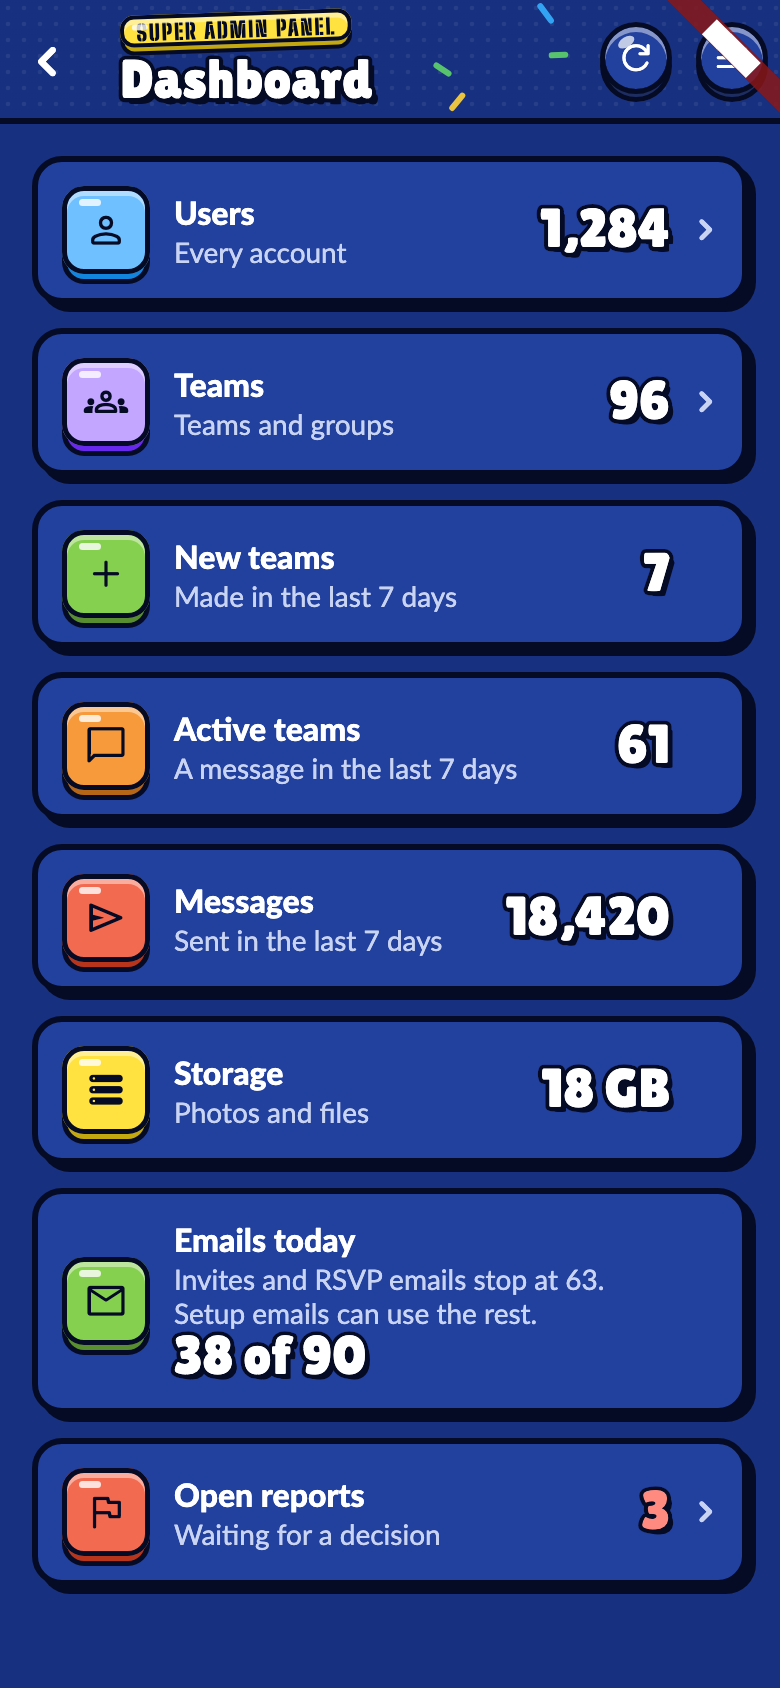 SUPER ADMIN PANEL
Dashboard
Users
Every account
1,284
Teams
Teams and groups
96
New teams
Made in the last 7 days
7
Active teams
A message in the last 7 days
61
Messages
Sent in the last 7 days
18,420
Storage
Photos and files
18 GB
Emails today
Invites and RSVP emails stop at 63.
Setup emails can use the rest.
38 of 90
Open reports
Waiting for a decision
3